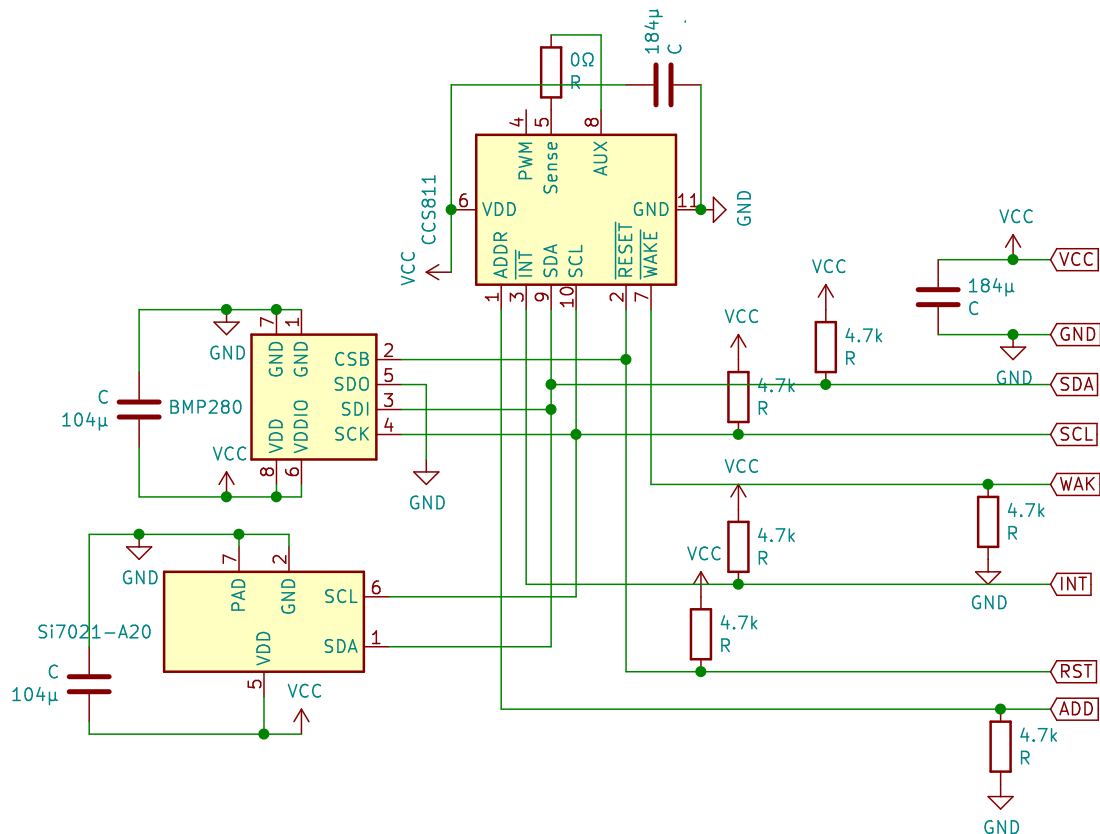 184µ
C
0Ω
R
4
5
8
PWM
Sense
AUX
CCS811
6
VDD
GND
11
GND
VCC
ADDR
INT
SDA
SCL
RESET
WAKE
1
3
9
10
2
7
VCC
VCC
184µ
C
GND
VCC
GND
SDA
SCL
WAK
INT
RST
ADD
VCC
4.7k
R
VCC
4.7k
R
GND
7
1
GND
GND
CSB
SDO
SDI
SCK
2
5
3
4
C
104µ
BMP280
VDD
VDDIO
VCC
8
6
GND
VCC
4.7k
R
4.7k
R
GND
VCC
4.7k
R
GND
7
2
PAD
GND
SCL
SDA
6
1
Si7021-A20
VDD
5
C
104µ
VCC
4.7k
R
GND